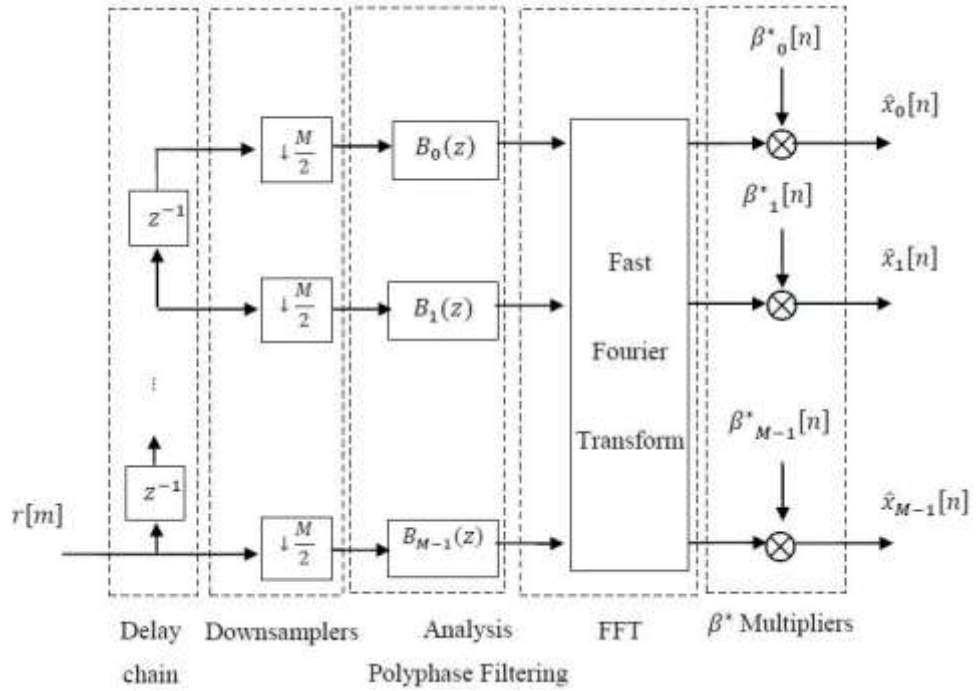 β*₀[n]
x̂₀[n]
↓ M/2
B₀(z)
z⁻¹
β*₁[n]
x̂₁[n]
↓ M/2
B₁(z)
Fast
Fourier
Transform
⋮
β*_{M-1}[n]
z⁻¹
r[m]
x̂_{M-1}[n]
↓ M/2
B_{M-1}(z)
Delay
chain
Downsamplers
Analysis
Polyphase Filtering
FFT
β* Multipliers